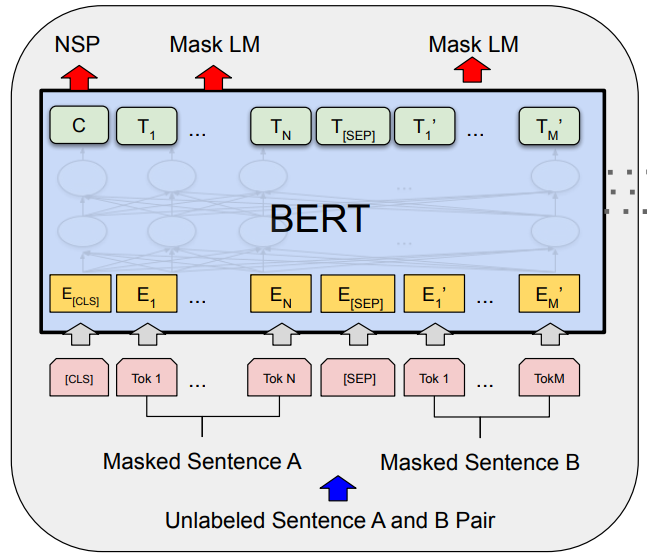 NSP Mask LM Mask LM
C T1 ... TN T[SEP] T1’ ... TM’
...
BERT
...
E[CLS] E1 ... EN E[SEP] E1’ ... EM’
[CLS] Tok 1 ... Tok N [SEP] Tok 1 ... TokM
Masked Sentence A Masked Sentence B
Unlabeled Sentence A and B Pair